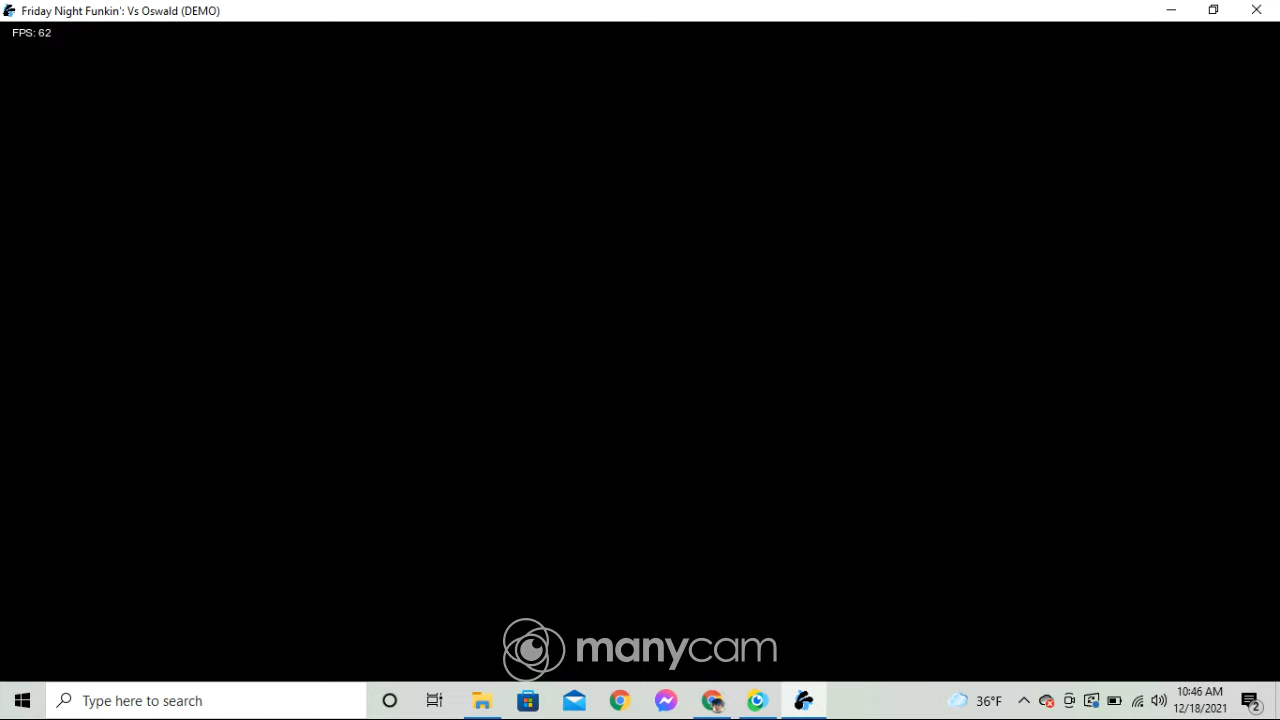 Friday Night Funkin': Vs Oswald (DEMO)
FPS: 62
manycam
Type here to search
36°F
10:46 AM
12/18/2021
2